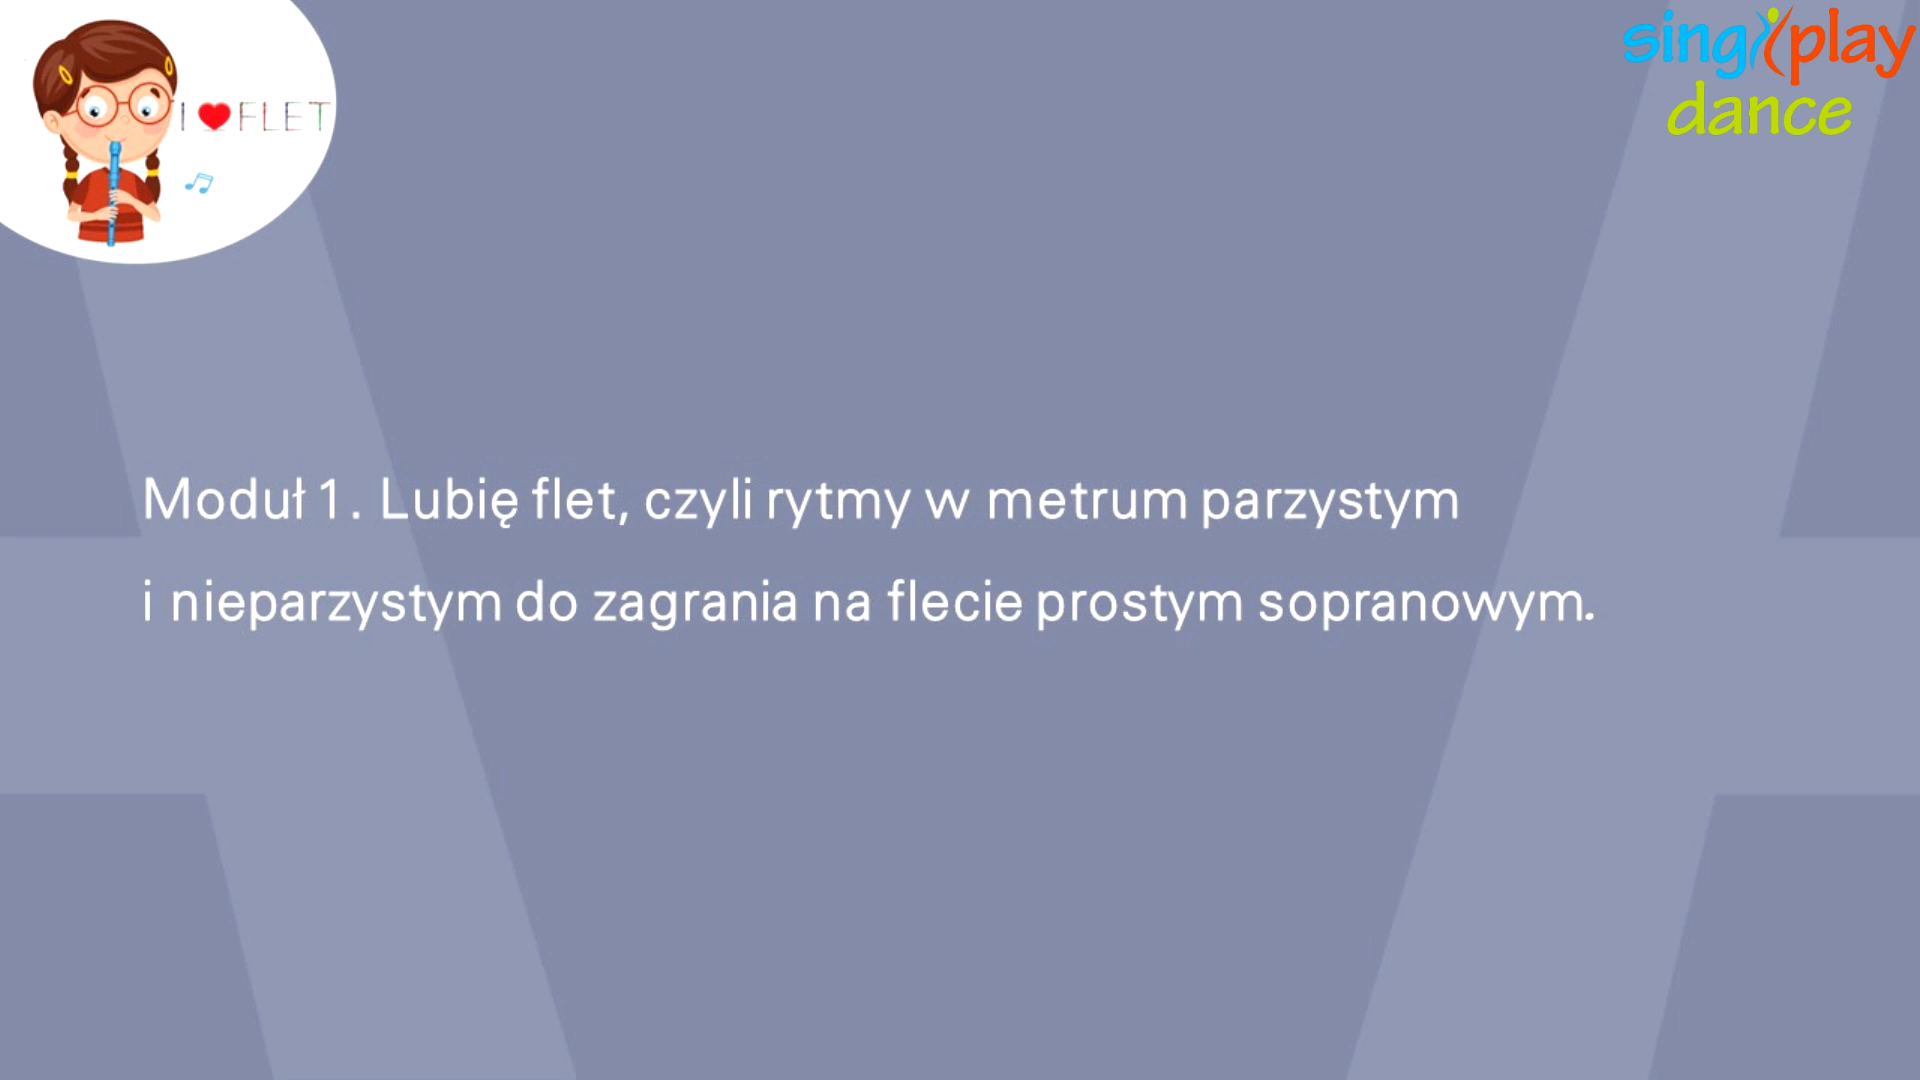 I FLET
sing play
dance
Moduł 1. Lubię flet, czyli rytmy w metrum parzystym
i nieparzystym do zagrania na flecie prostym sopranowym.